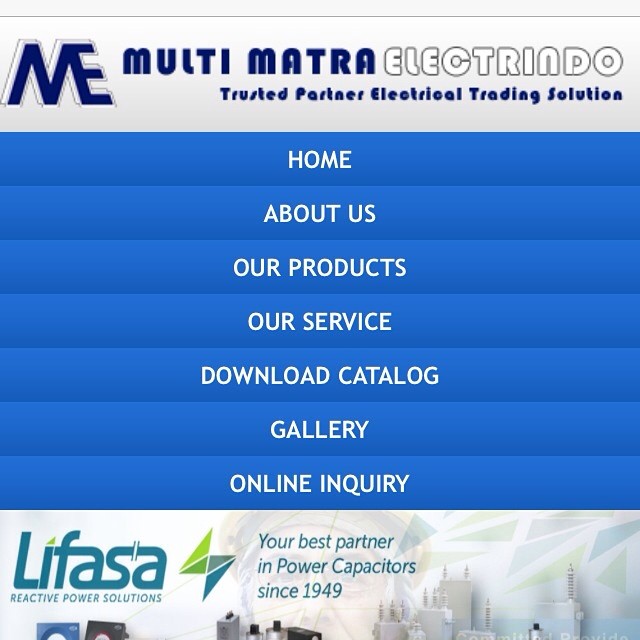 ME MULTI MATRA ELECTRINDO
Trusted Partner Electrical Trading Solution
HOME
ABOUT US
OUR PRODUCTS
OUR SERVICE
DOWNLOAD CATALOG
GALLERY
ONLINE INQUIRY
Lifasa
REACTIVE POWER SOLUTIONS
Your best partner
in Power Capacitors
since 1949